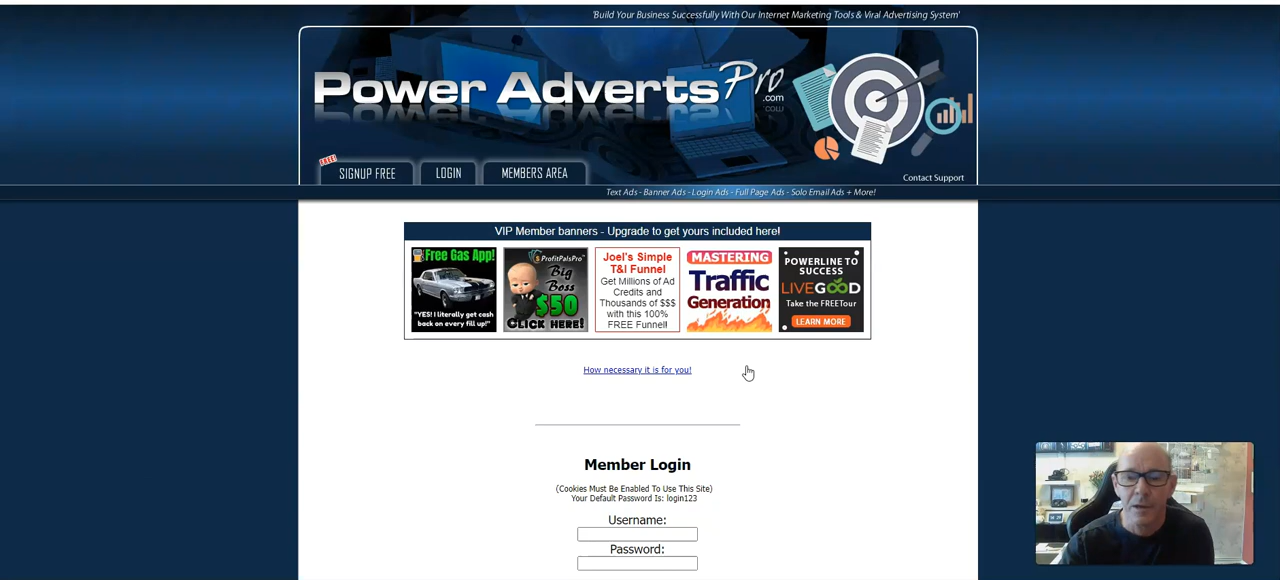 'Build Your Business Successfully With Our Internet Marketing Tools & Viral Advertising System'
Power Adverts Pro
.com
FREE
SIGNUP FREE
LOGIN
MEMBERS AREA
Contact Support
Text Ads - Banner Ads - Login Ads - Full Page Ads - Solo Email Ads + More!
VIP Member banners - Upgrade to get yours included here!
Free Gas App!
"YES! I literally get cash
back on every fill up!"
ProfitPalsPro™
Big
Boss
$50
CLICK HERE!
Joel's Simple
T&I Funnel
Get Millions of Ad
Credits and
Thousands of $$$
with this 100%
FREE Funnel!
MASTERING
Traffic
Generation
POWERLINE TO
SUCCESS
LIVEGOOD
Take the FREE Tour
LEARN MORE
How necessary it is for you!
Member Login
(Cookies Must Be Enabled To Use This Site)
Your Default Password Is: login123
Username:
Password: